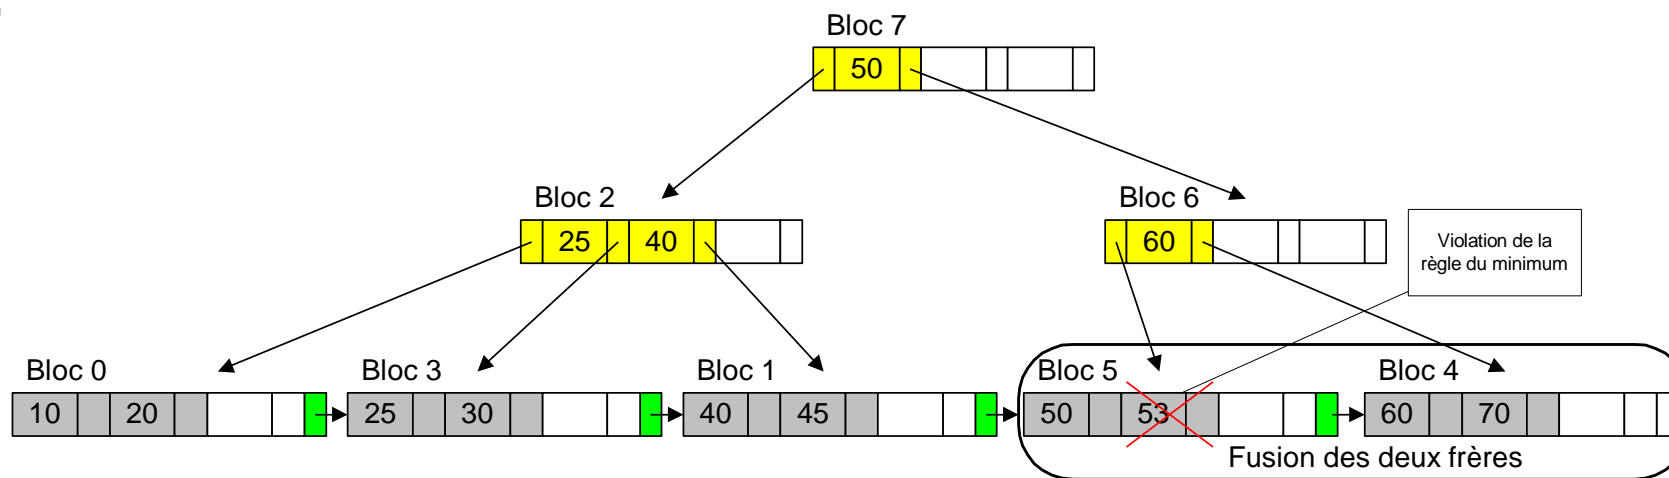 Bloc 7
50
Bloc 2
Bloc 6
25 40
60
Violation de la
règle du minimum
Bloc 0
Bloc 3
Bloc 1
Bloc 5
Bloc 4
10 20
25 30
40 45
50 53
60 70
Fusion des deux frères